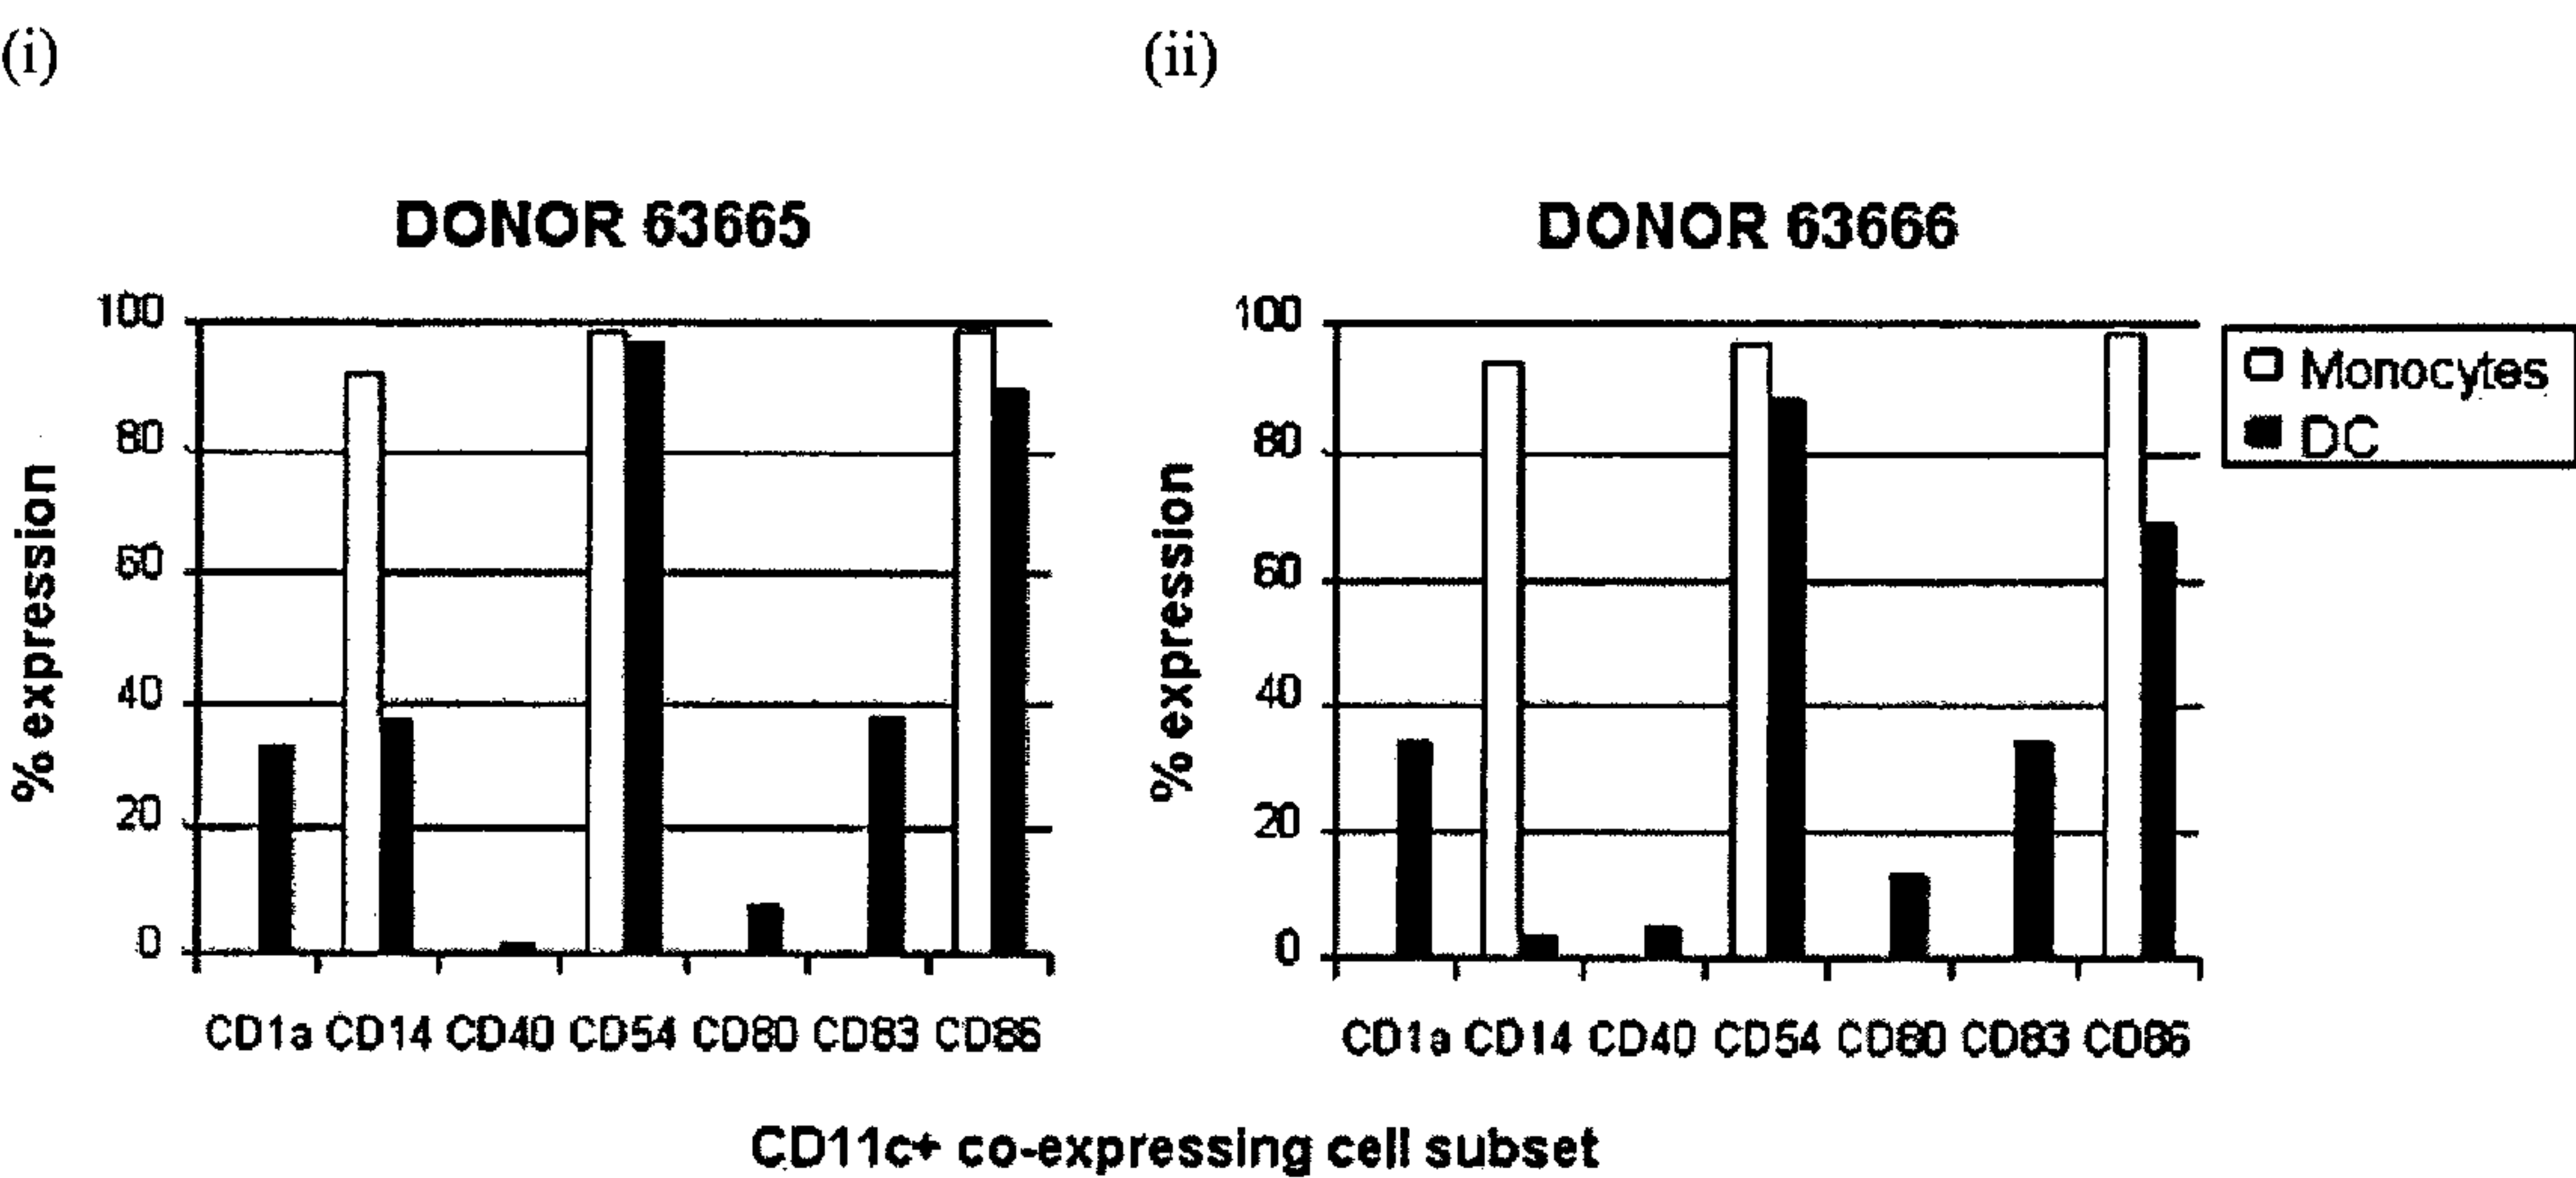 (i)
(ii)
DONOR 63665
DONOR 63666
100
80
60
40
20
0
% expression
100
80
60
40
20
0
% expression
Monocytes
DC
CD1a CD14 CD40 CD54 CD80 CD83 CD86
CD1a CD14 CD40 CD54 CD80 CD83 CD86
CD11c+ co-expressing cell subset